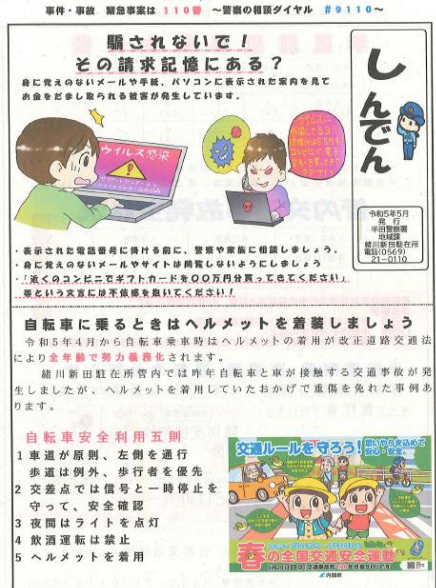 事件・事故 緊急事案は 110番 ～警察の相談ダイヤル #9110～
騙されないで！
その請求記憶にある？
身に覚えのないメールや手紙、パソコンに表示された案内を見て
お金をだまし取られる被害が発生しています。
ウイルス感染
・表示された電話番号に掛ける前に、警察や家族に相談しましょう。
・身に覚えのないメールやサイトは閲覧しないようにしましょう
・「近くのコンビニでギフトカードを〇〇万円分買ってきてください」
等という文言には不信感を抱いてください！
しんでん
令和5年5月
発 行
半田警察署
地域課
緒川新田駐在所
電話(0569)
21－0110
自転車に乗るときはヘルメットを着装しましょう
令和5年4月から自転車乗車時はヘルメットの着用が改正道路交通法
により全年齢で努力義務化されます。
緒川新田駐在所管内では昨年自転車と車が接触する交通事故が発
生しましたが、ヘルメットを着用していたおかげで重傷を免れた事例あ
ります。
自転車安全利用五則
1 車道が原則、左側を通行
歩道は例外、歩行者を優先
2 交差点では信号と一時停止を
守って、安全確認
3 夜間はライトを点灯
4 飲酒運転は禁止
5 ヘルメットを着用
交通ルールを守ろう！
思いやりを込めて
安心・安全。
春の全国交通安全運動
内閣府